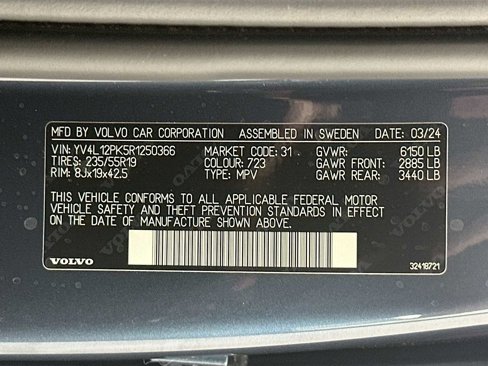 MFD BY VOLVO CAR CORPORATION ASSEMBLED IN SWEDEN 03/24
VIN: YV4L12PK5R1250366 MARKET CODE: 31 GVWR: 6150 LB
TIRES: 235/55R19 COLOUR: 723 GAWR FRONT: 2885 LB
RIM: 8Jx19x42.5 TYPE: MPV GAWR REAR: 3440 LB
THIS VEHICLE CONFORMS TO ALL APPLICABLE FEDERAL MOTOR
VEHICLE SAFETY AND THEFT PREVENTION STANDARDS IN EFFECT
ON THE DATE OF MANUFACTURE SHOWN ABOVE.
VOLVO 32418721